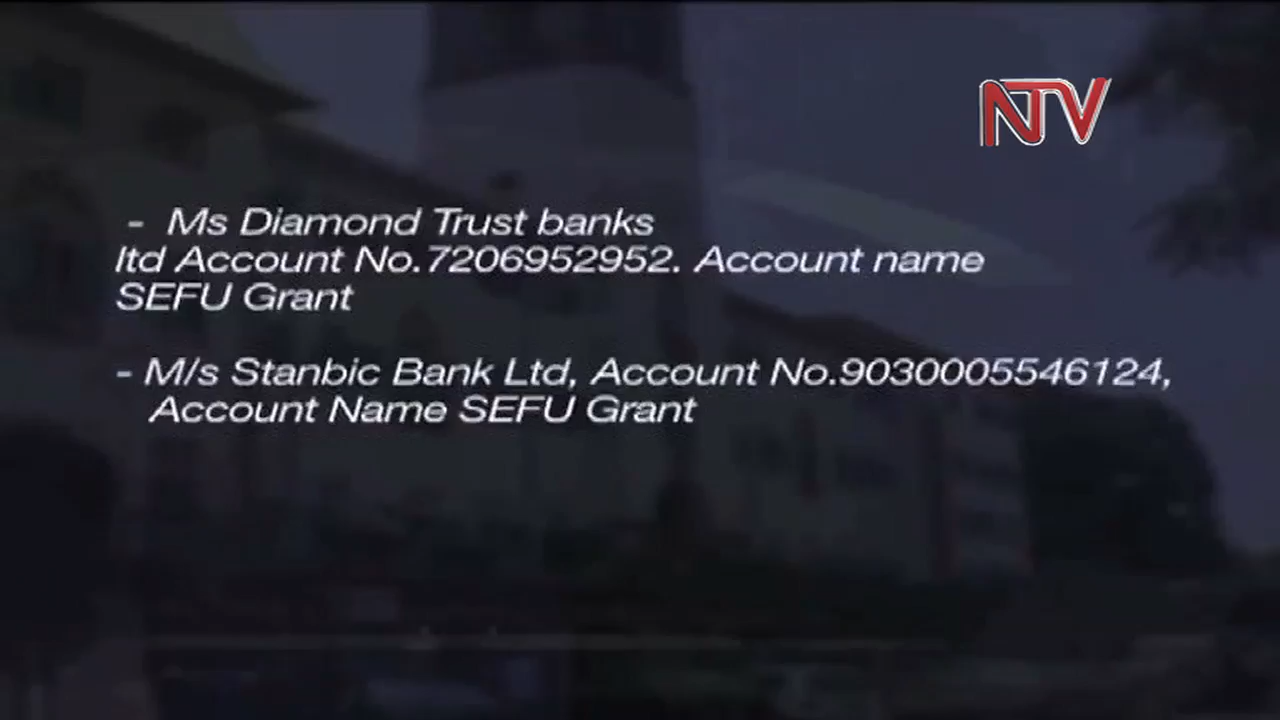 NTV
- Ms Diamond Trust banks
ltd Account No.7206952952. Account name
SEFU Grant
- M/s Stanbic Bank Ltd, Account No.9030005546124,
Account Name SEFU Grant